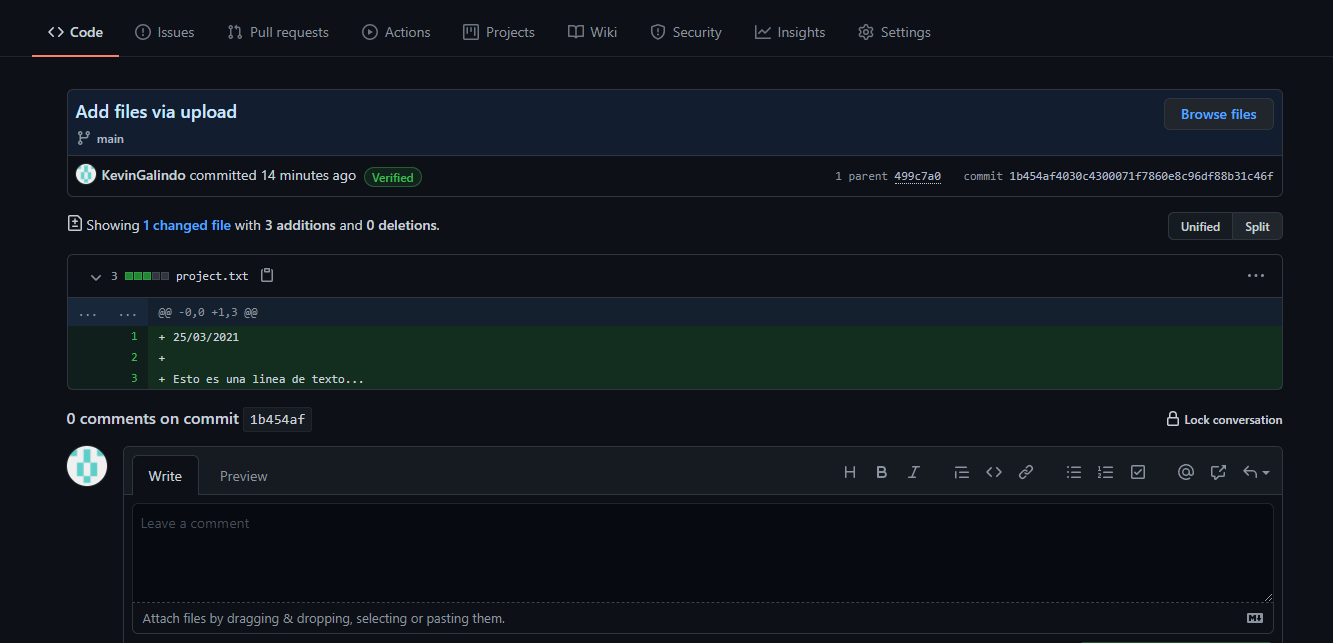 Code Issues Pull requests Actions Projects Wiki Security Insights Settings
Add files via upload
Browse files
main
KevinGalindo committed 14 minutes ago Verified 1 parent 499c7a0 commit 1b454af4030c4300071f7860e8c96df88b31c46f
Showing 1 changed file with 3 additions and 0 deletions.
Unified Split
3 project.txt
... ... @@ -0,0 +1,3 @@
1 + 25/03/2021
2 +
3 + Esto es una linea de texto...
0 comments on commit 1b454af
Lock conversation
Write Preview
Leave a comment
Attach files by dragging & dropping, selecting or pasting them.